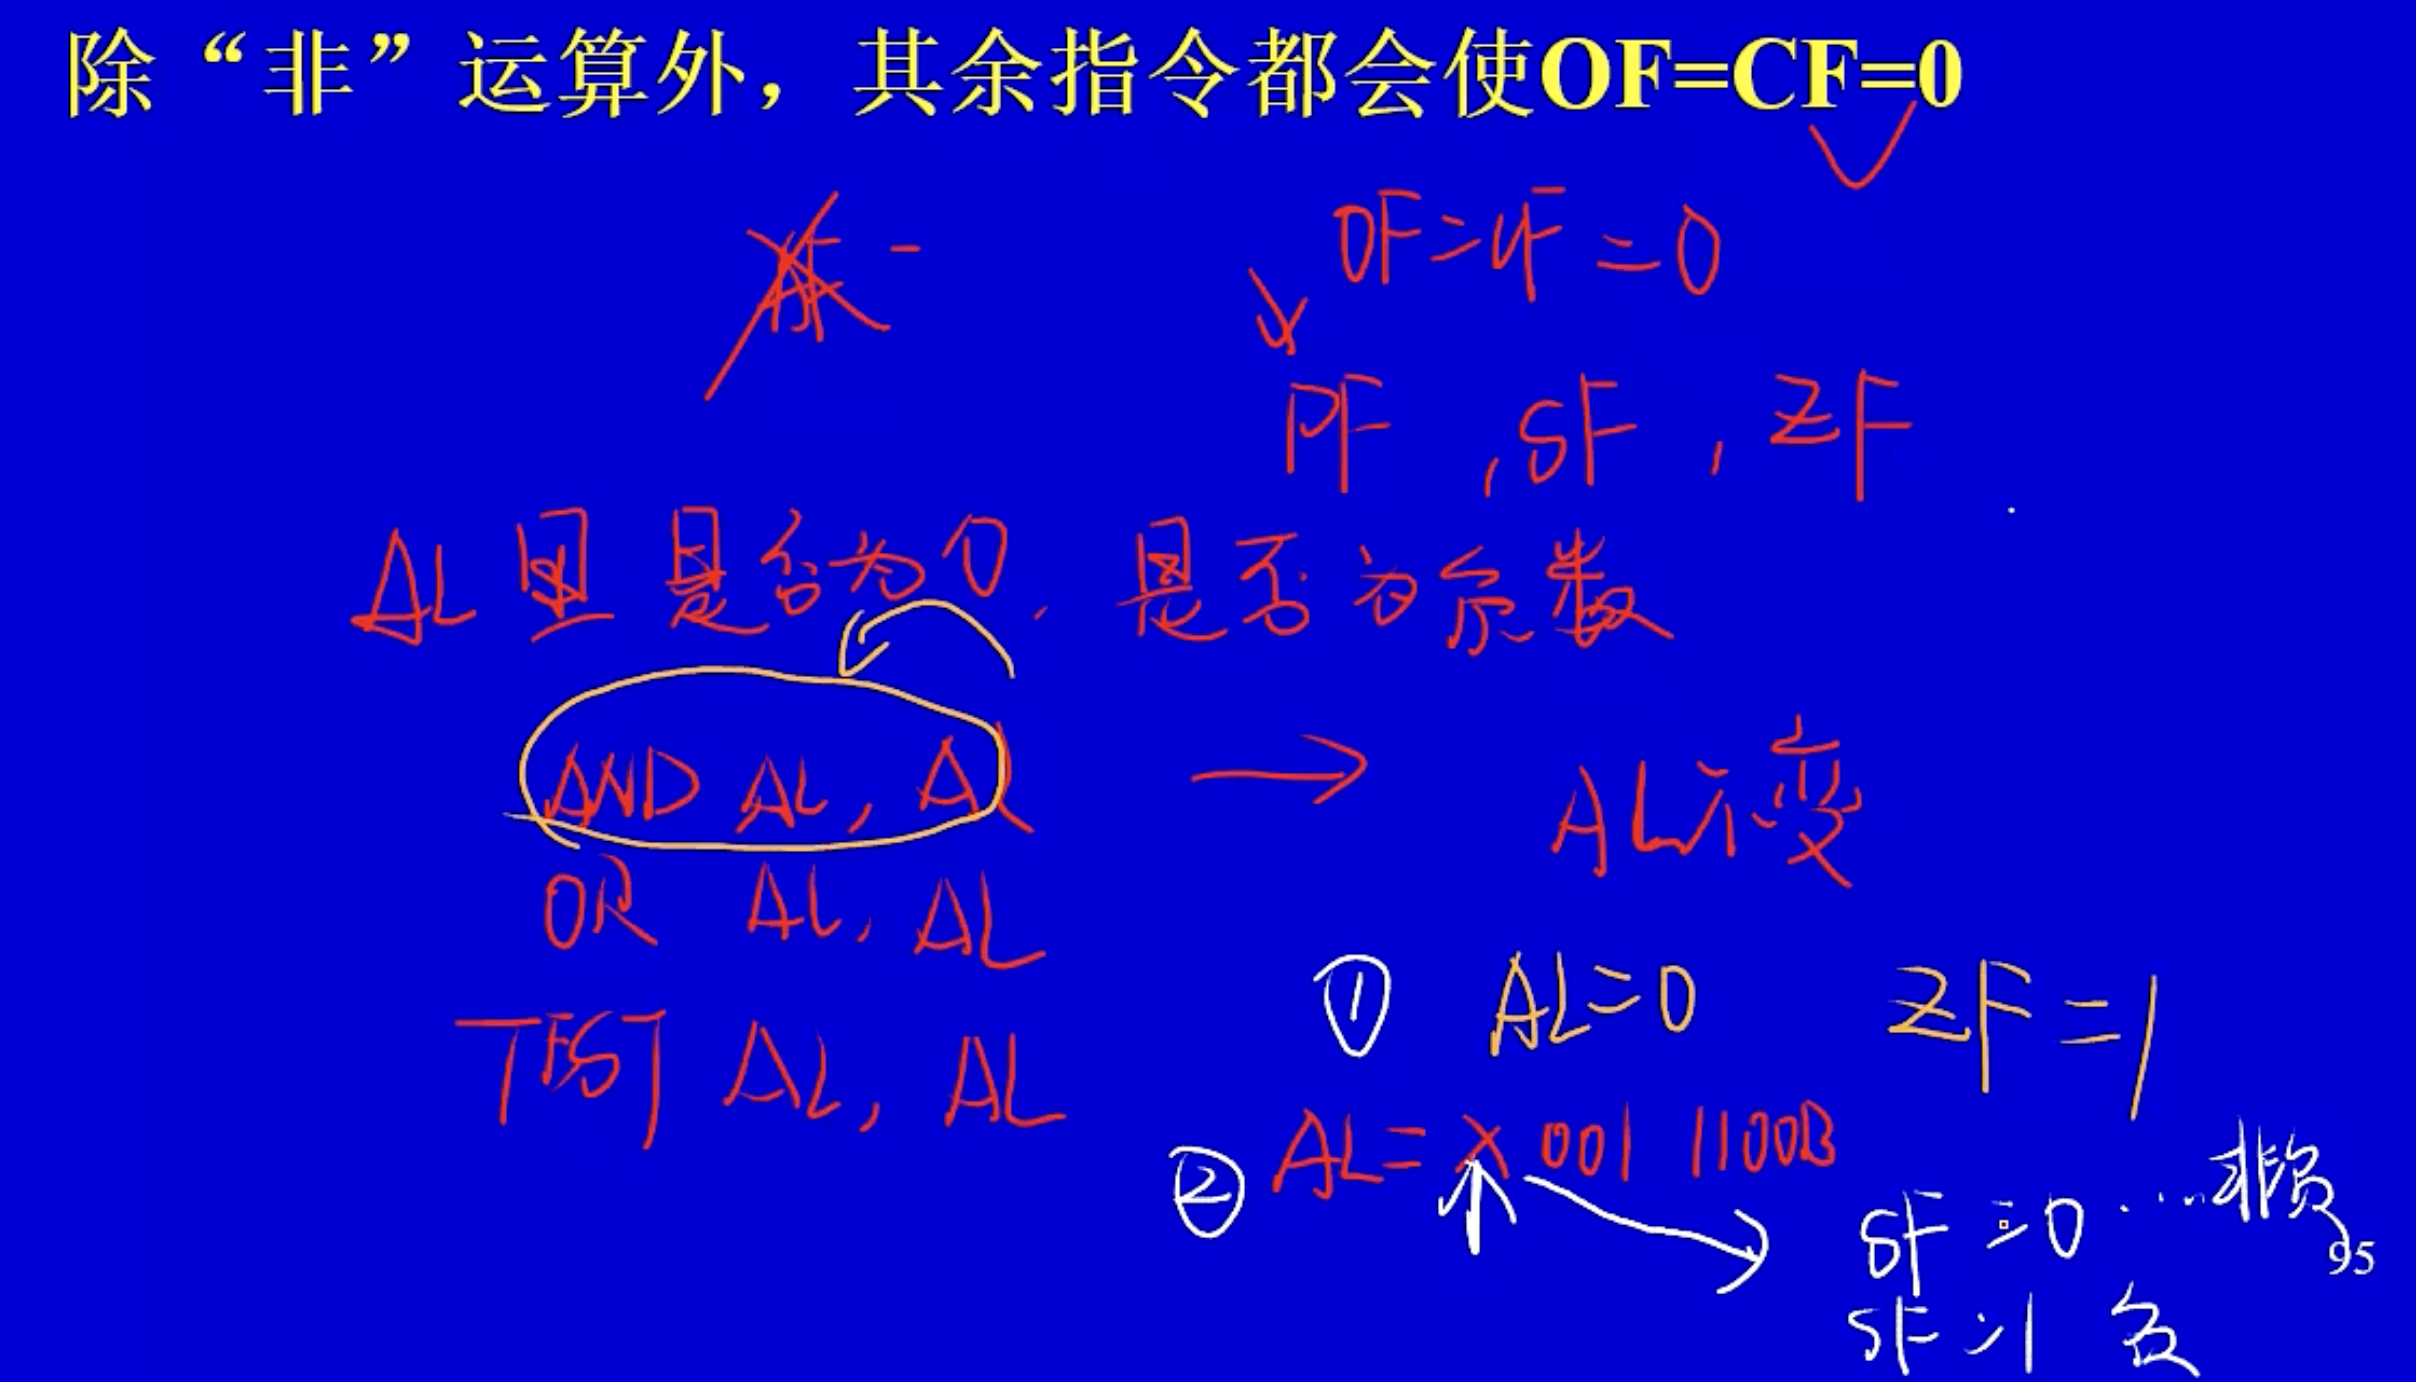 除“非”运算外，其余指令都会使OF=CF=0
OF=CF=0
PF , SF , ZF
AL里是否为0, 是否为负数
AND AL, AL → AL不变
OR AL, AL
TEST AL, AL
① AL=0 ZF=1
② AL=X001 1100B
SF=0 ... 非负
SF=1 负
95